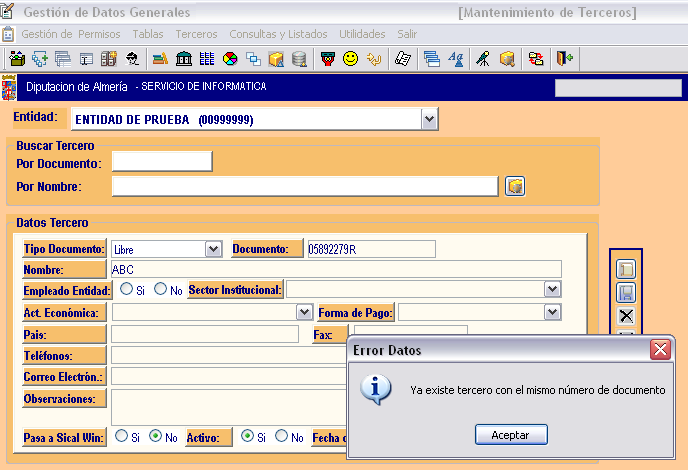 Gestión de Datos Generales [Mantenimiento de Terceros]
Gestión de Permisos Tablas Terceros Consultas y Listados Utilidades Salir
Diputacion de Almería - SERVICIO DE INFORMATICA
Entidad: ENTIDAD DE PRUEBA (00999999)
Buscar Tercero
Por Documento:
Por Nombre:
Datos Tercero
Tipo Documento: Libre Documento: 05892279R
Nombre: ABC
Empleado Entidad: Si No Sector Institucional:
Act. Económica: Forma de Pago:
Pais: Fax:
Teléfonos:
Correo Electrón.:
Observaciones:
Pasa a Sical Win: Si No Activo: Si No Fecha
Error Datos
Ya existe tercero con el mismo número de documento
Aceptar